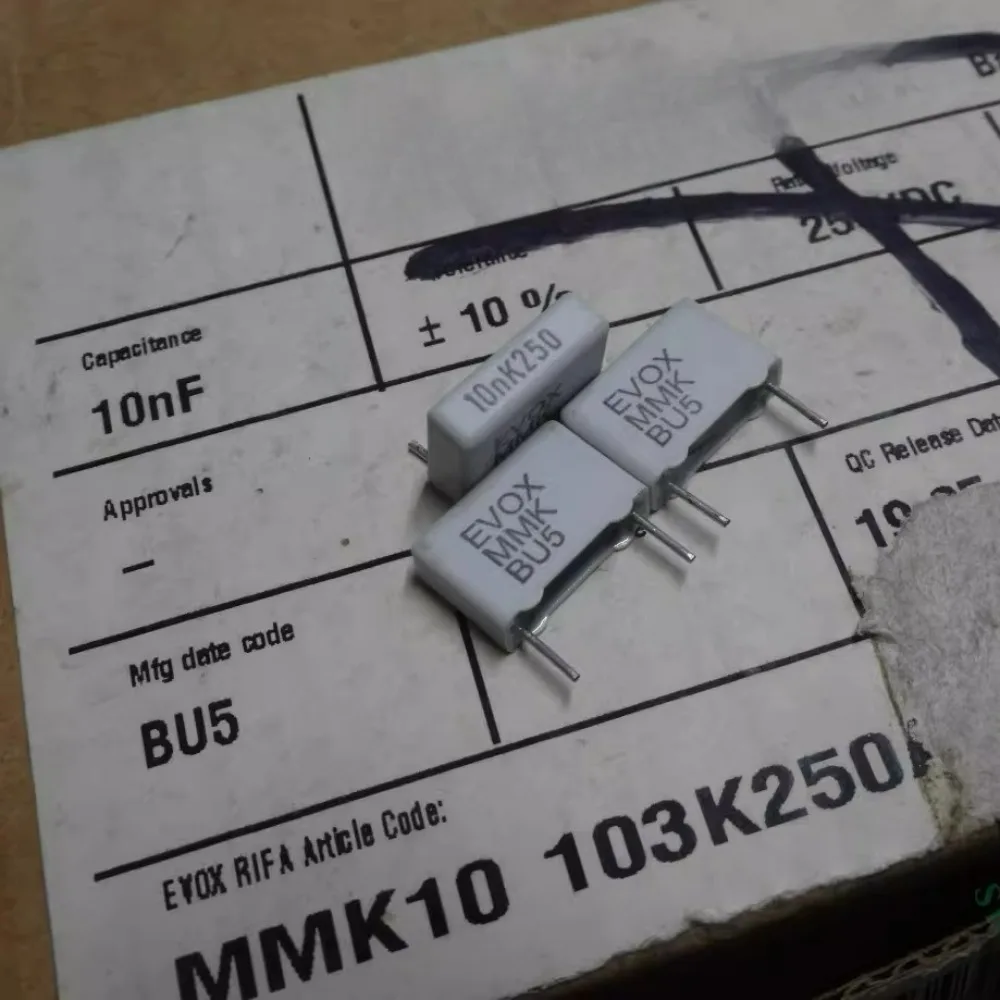 Capacitance
10nF
± 10 %
Voltage
Approvals
–
Mfg date code
BU5
QC Release
EVOX RIFA Article Code:
MMK10 103K250
10nK250
EVOX
MMK
BU5
EVOX
MMK
BU5